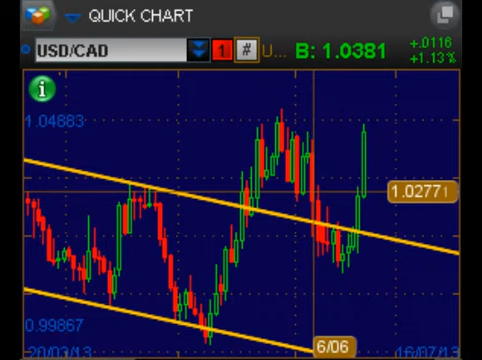 QUICK CHART
USD/CAD 1 # U... B: 1.0381 +.0116
+1.13%
i
1.04883
1.02771
0.99867
6/06
20/03/13 16/07/13